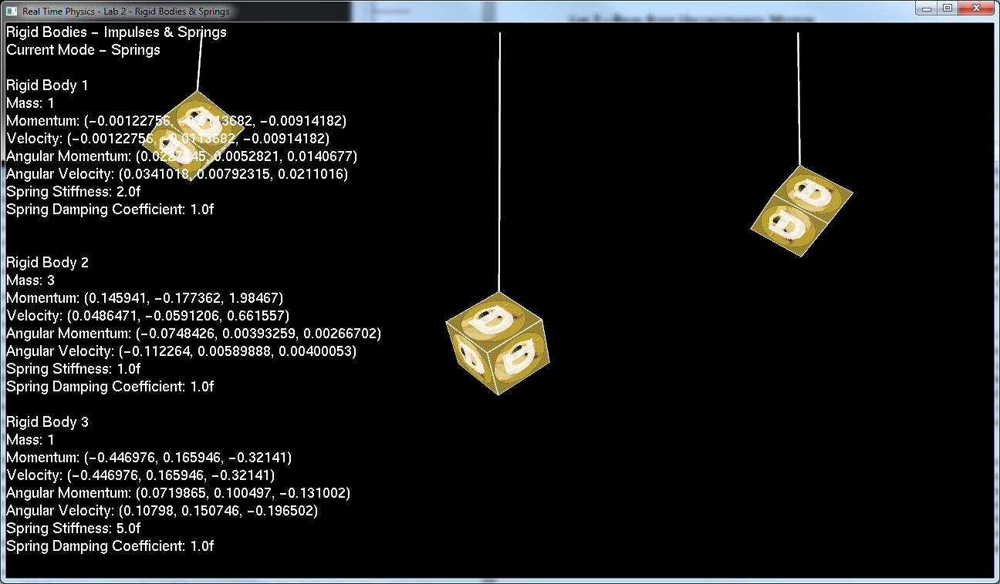 Real Time Physics - Lab 2 - Rigid Bodies & Springs
Rigid Bodies – Impulses & Springs
Current Mode – Springs
Rigid Body 1
Mass: 1
Momentum: (−0.00122756, −0.0113682, −0.00914182)
Velocity: (−0.00122756, −0.0113682, −0.00914182)
Angular Momentum: (0.0227345, 0.0052821, 0.0140677)
Angular Velocity: (0.0341018, 0.00792315, 0.0211016)
Spring Stiffness: 2.0f
Spring Damping Coefficient: 1.0f
Rigid Body 2
Mass: 3
Momentum: (0.145941, −0.177362, 1.98467)
Velocity: (0.0486471, −0.0591206, 0.661557)
Angular Momentum: (−0.0748426, 0.00393259, 0.00266702)
Angular Velocity: (−0.112264, 0.00589888, 0.00400053)
Spring Stiffness: 1.0f
Spring Damping Coefficient: 1.0f
Rigid Body 3
Mass: 1
Momentum: (−0.446976, 0.165946, −0.32141)
Velocity: (−0.446976, 0.165946, −0.32141)
Angular Momentum: (0.0719865, 0.100497, −0.131002)
Angular Velocity: (0.10798, 0.150746, −0.196502)
Spring Stiffness: 5.0f
Spring Damping Coefficient: 1.0f